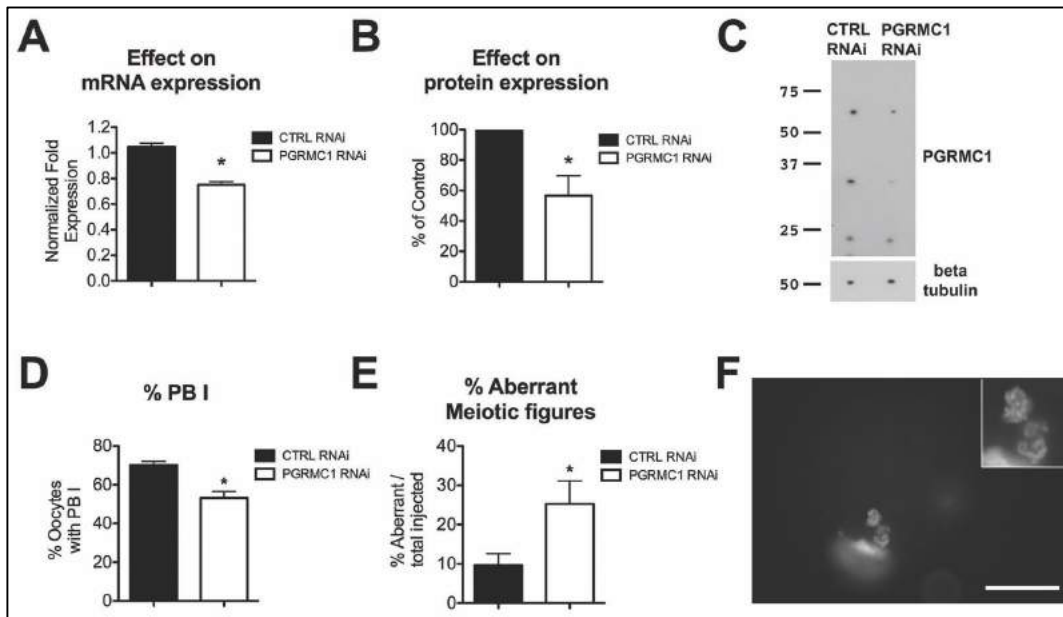 A
Effect on
mRNA expression
Normalized Fold
Expression
1.2
1.0
0.8
0.6
0.4
0.2
0.0
*
CTRL RNAi
PGRMC1 RNAi
B
Effect on
protein expression
% of Control
100
80
60
40
20
0
*
CTRL RNAi
PGRMC1 RNAi
C
CTRL PGRMC1
RNAi RNAi
75
50
37
25
PGRMC1
50
beta
tubulin
D
% PB I
% Oocytes
with PB I
80
60
40
20
0
*
CTRL RNAi
PGRMC1 RNAi
E
% Aberrant
Meiotic figures
% Aberrant /
total injected
40
30
20
10
0
*
CTRL RNAi
PGRMC1 RNAi
F